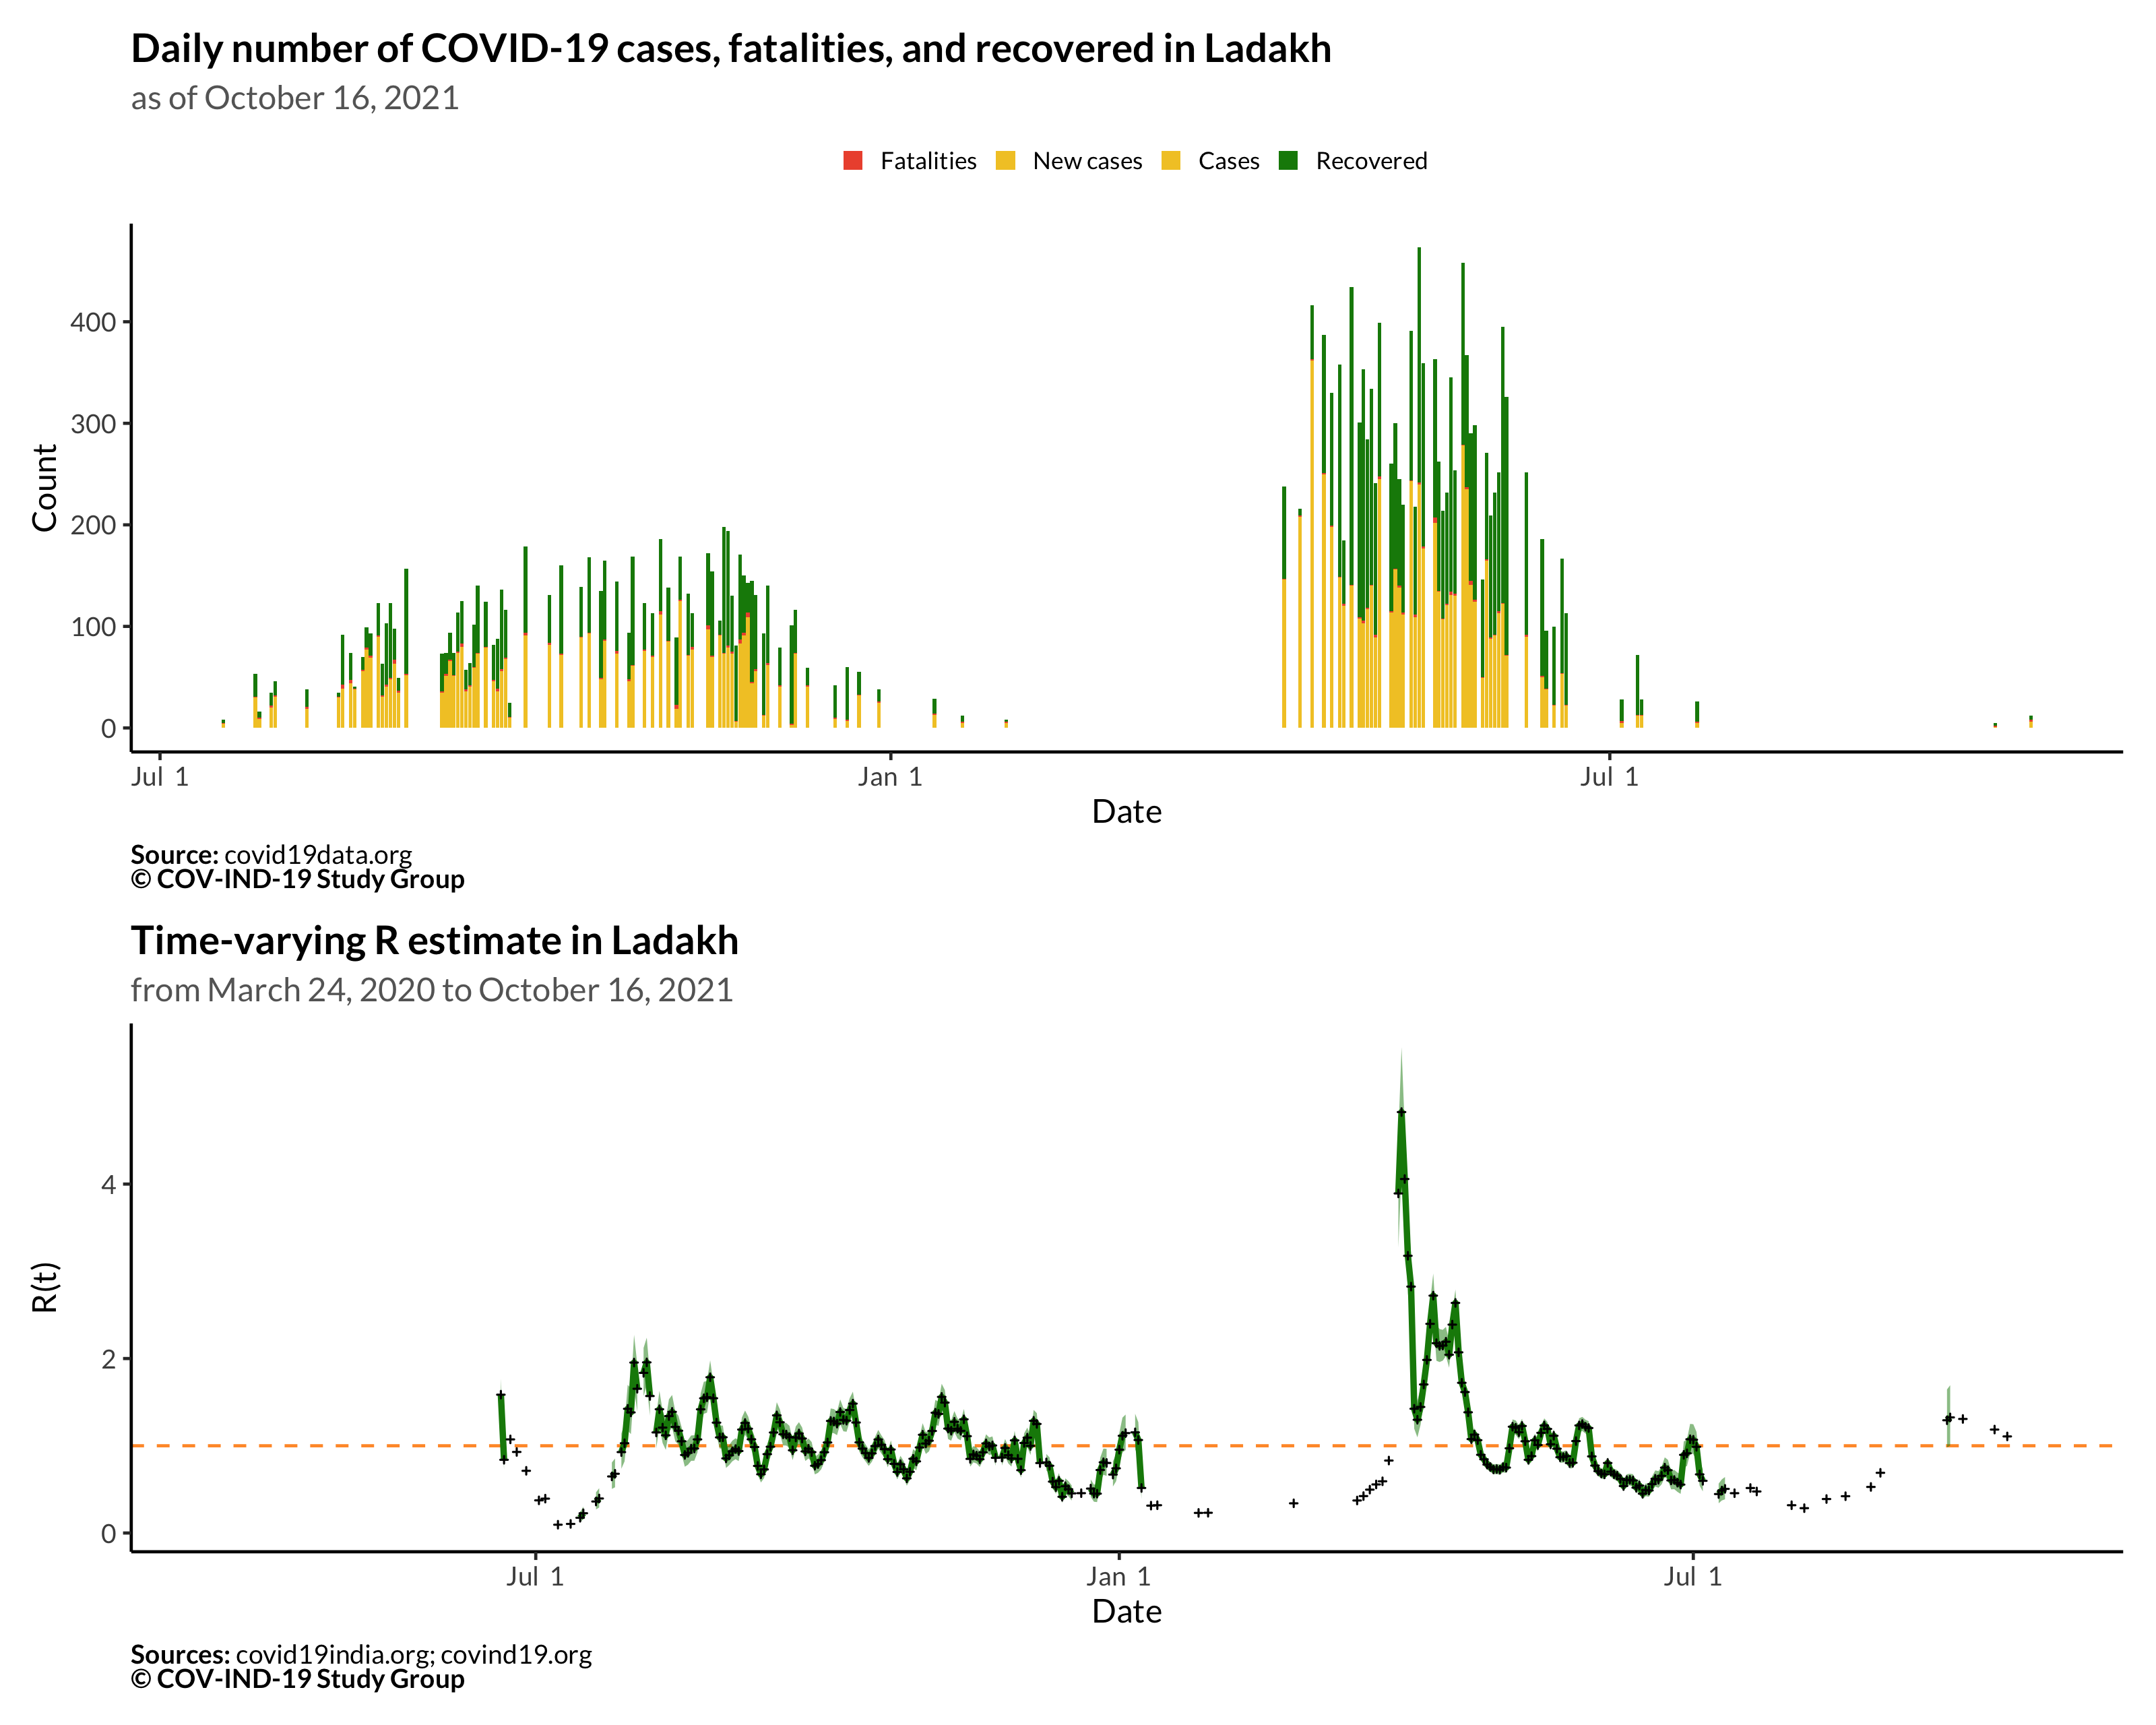 Daily number of COVID-19 cases, fatalities, and recovered in Ladakh
as of October 16, 2021
Fatalities New cases Cases Recovered
Count
400
300
200
100
0
Jul 1 Jan 1 Jul 1
Date
Source: covid19data.org
© COV-IND-19 Study Group
Time-varying R estimate in Ladakh
from March 24, 2020 to October 16, 2021
R(t)
4
2
0
Jul 1 Jan 1 Jul 1
Date
Sources: covid19india.org; covind19.org
© COV-IND-19 Study Group